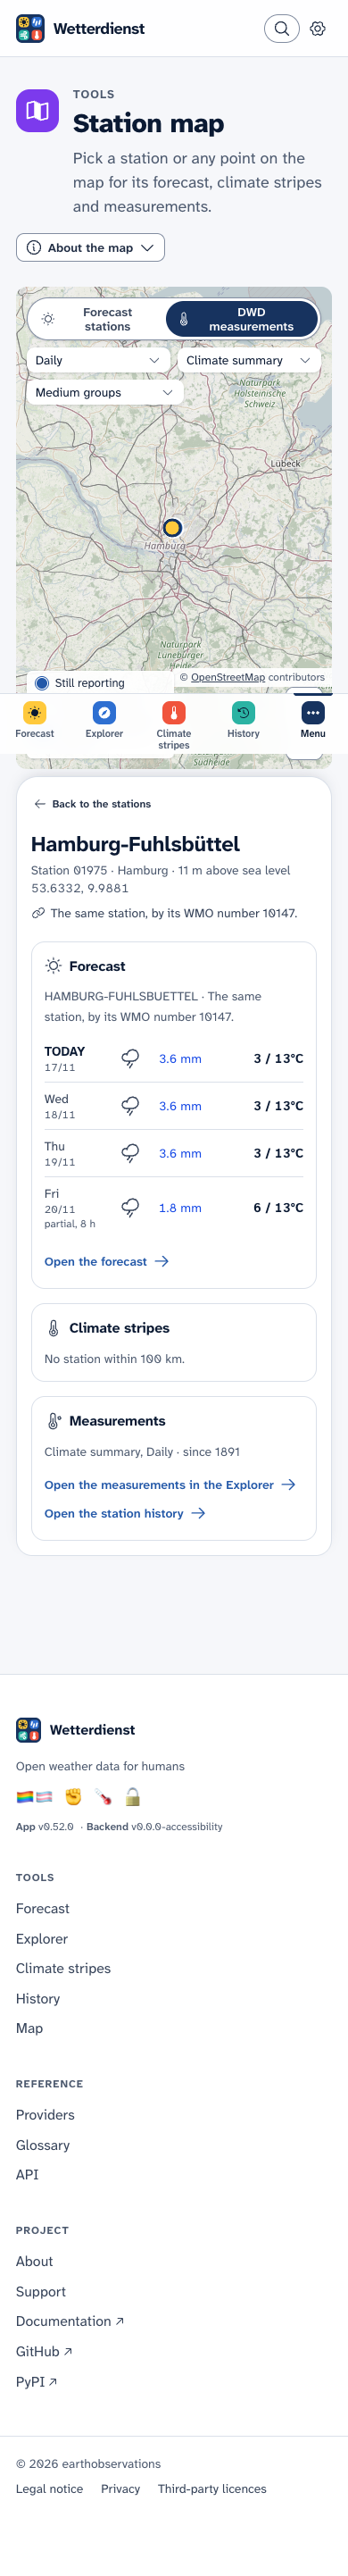 Wetterdienst
TOOLS
Station map
Pick a station or any point on the
map for its forecast, climate stripes
and measurements.
About the map
Forecast
stations
DWD
measurements
Daily
Climate summary
Medium groups
Naturpark
Holsteinische
Schweiz
Lübeck
Hamburg
Naturpark
Lüneburger
Heide
© OpenStreetMap contributors
Still reporting
Forecast
Explorer
Climate
stripes
History
Menu
Südheide
Back to the stations
Hamburg-Fuhlsbüttel
Station 01975 · Hamburg · 11 m above sea level
53.6332, 9.9881
The same station, by its WMO number 10147.
Forecast
HAMBURG-FUHLSBUETTEL · The same
station, by its WMO number 10147.
TODAY
17/11
3.6 mm
3 / 13°C
Wed
18/11
3.6 mm
3 / 13°C
Thu
19/11
3.6 mm
3 / 13°C
Fri
20/11
partial, 8 h
1.8 mm
6 / 13°C
Open the forecast
Climate stripes
No station within 100 km.
Measurements
Climate summary, Daily · since 1891
Open the measurements in the Explorer
Open the station history
Wetterdienst
Open weather data for humans
App v0.52.0 · Backend v0.0.0-accessibility
TOOLS
Forecast
Explorer
Climate stripes
History
Map
REFERENCE
Providers
Glossary
API
PROJECT
About
Support
Documentation ↗
GitHub ↗
PyPI ↗
© 2026 earthobservations
Legal notice Privacy Third-party licences